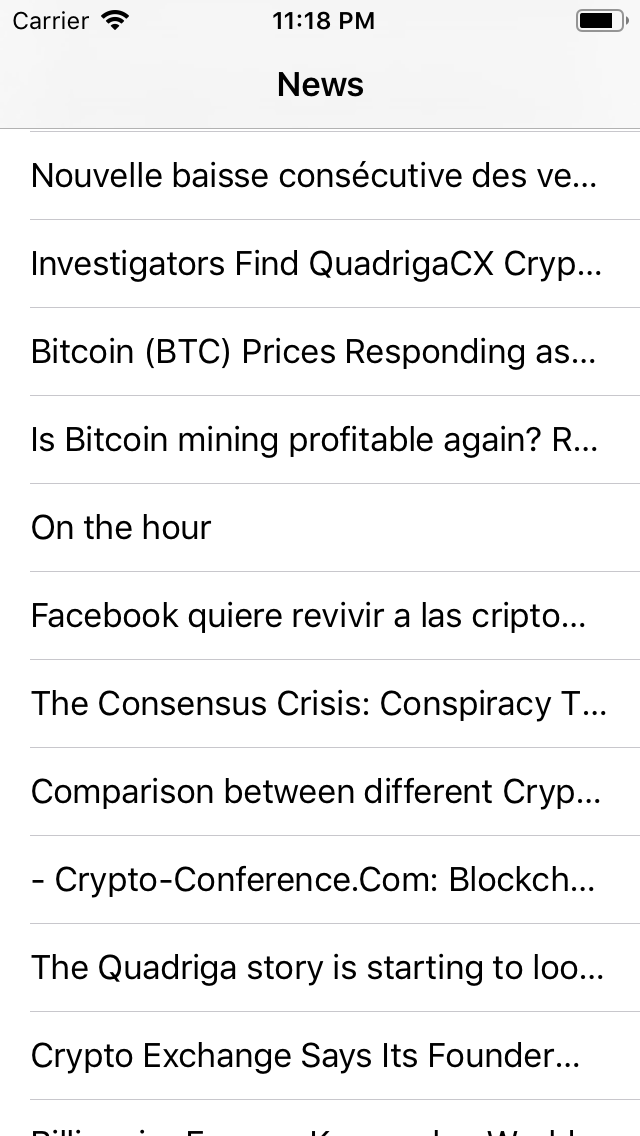 Carrier 11:18 PM
News
Nouvelle baisse consécutive des ve...
Investigators Find QuadrigaCX Cryp...
Bitcoin (BTC) Prices Responding as...
Is Bitcoin mining profitable again? R...
On the hour
Facebook quiere revivir a las cripto...
The Consensus Crisis: Conspiracy T...
Comparison between different Cryp...
- Crypto-Conference.Com: Blockch...
The Quadriga story is starting to loo...
Crypto Exchange Says Its Founder...